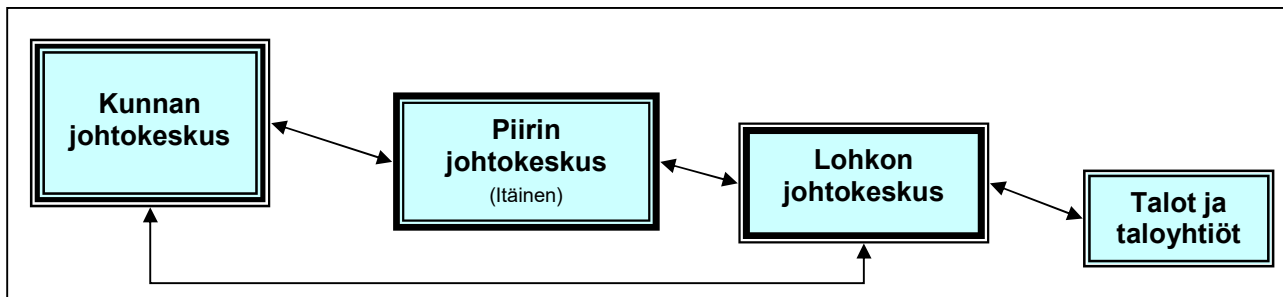 Kunnan
johtokeskus
Piirin
johtokeskus
(Itäinen)
Lohkon
johtokeskus
Talot ja
taloyhtiöt